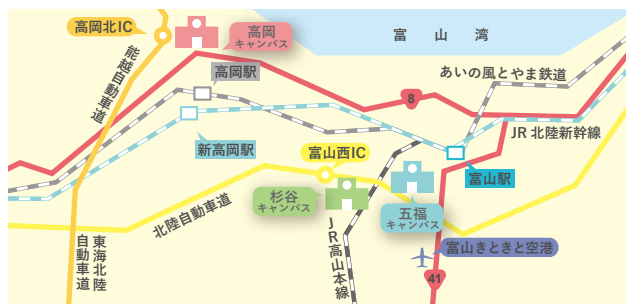 高岡北IC
高岡
キャンパス
富山湾
能越自動車道
高岡駅
あいの風とやま鉄道
8
JR北陸新幹線
新高岡駅
富山西IC
富山駅
杉谷
キャンパス
五福
キャンパス
北陸自動車道
JR高山本線
東海北陸
自動車道
富山きときと空港
41